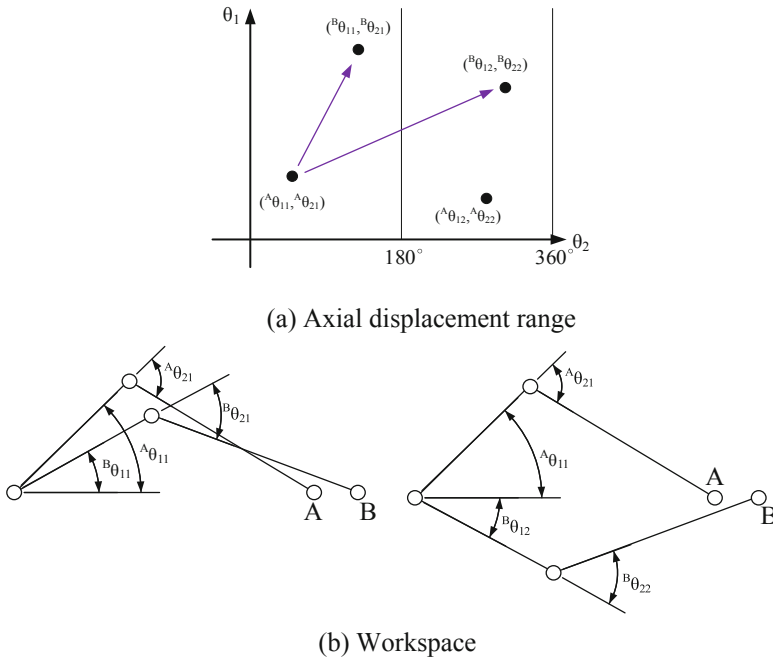 θ₁
(ᴮθ₁₁,ᴮθ₂₁)
(ᴮθ₁₂,ᴮθ₂₂)
(ᴬθ₁₁,ᴬθ₂₁)
(ᴬθ₁₂,ᴬθ₂₂)
θ₂
180° 360°
(a) Axial displacement range
ᴬθ₂₁
ᴮθ₂₁
ᴬθ₁₁
ᴮθ₁₁
A B
ᴬθ₂₁
ᴬθ₁₁
A
B
ᴮθ₁₂
ᴮθ₂₂
(b) Workspace